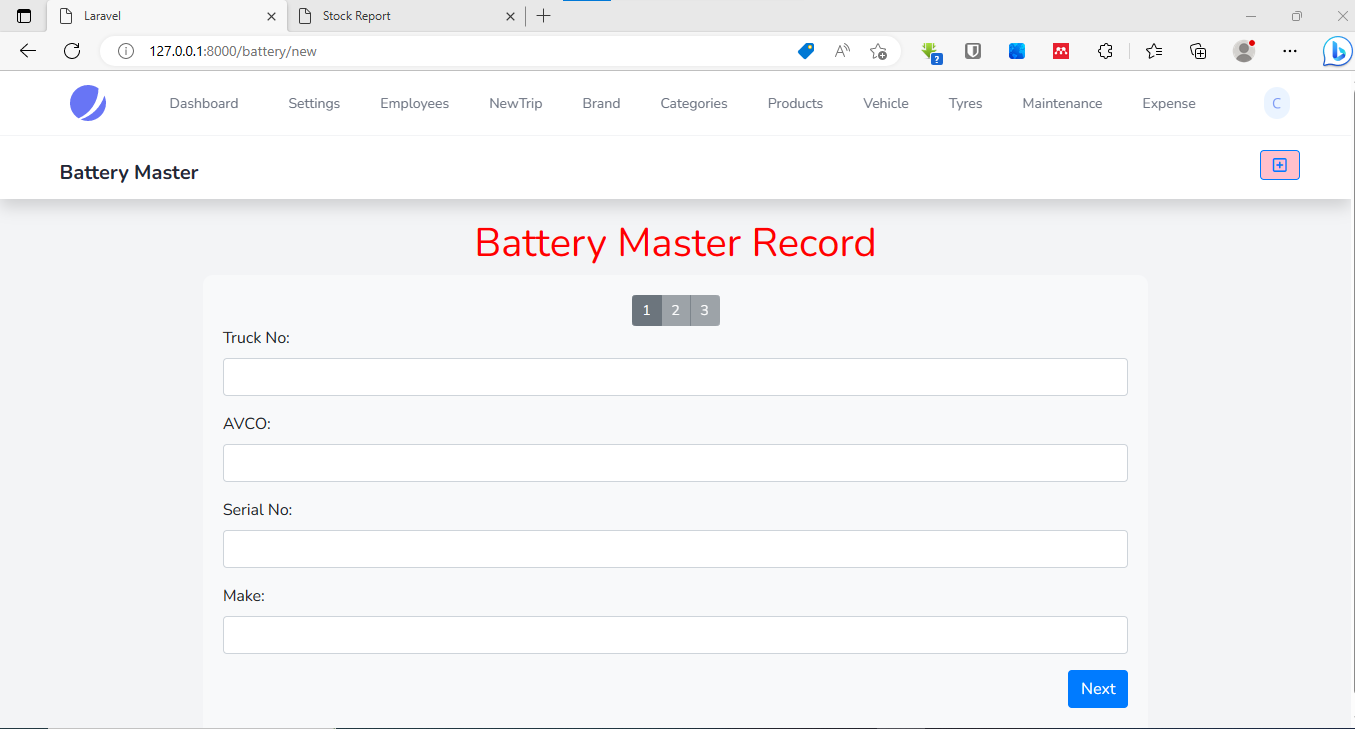 Laravel
Stock Report
127.0.0.1:8000/battery/new
Dashboard Settings Employees NewTrip Brand Categories Products Vehicle Tyres Maintenance Expense C
Battery Master
Battery Master Record
1 2 3
Truck No:
AVCO:
Serial No:
Make:
Next